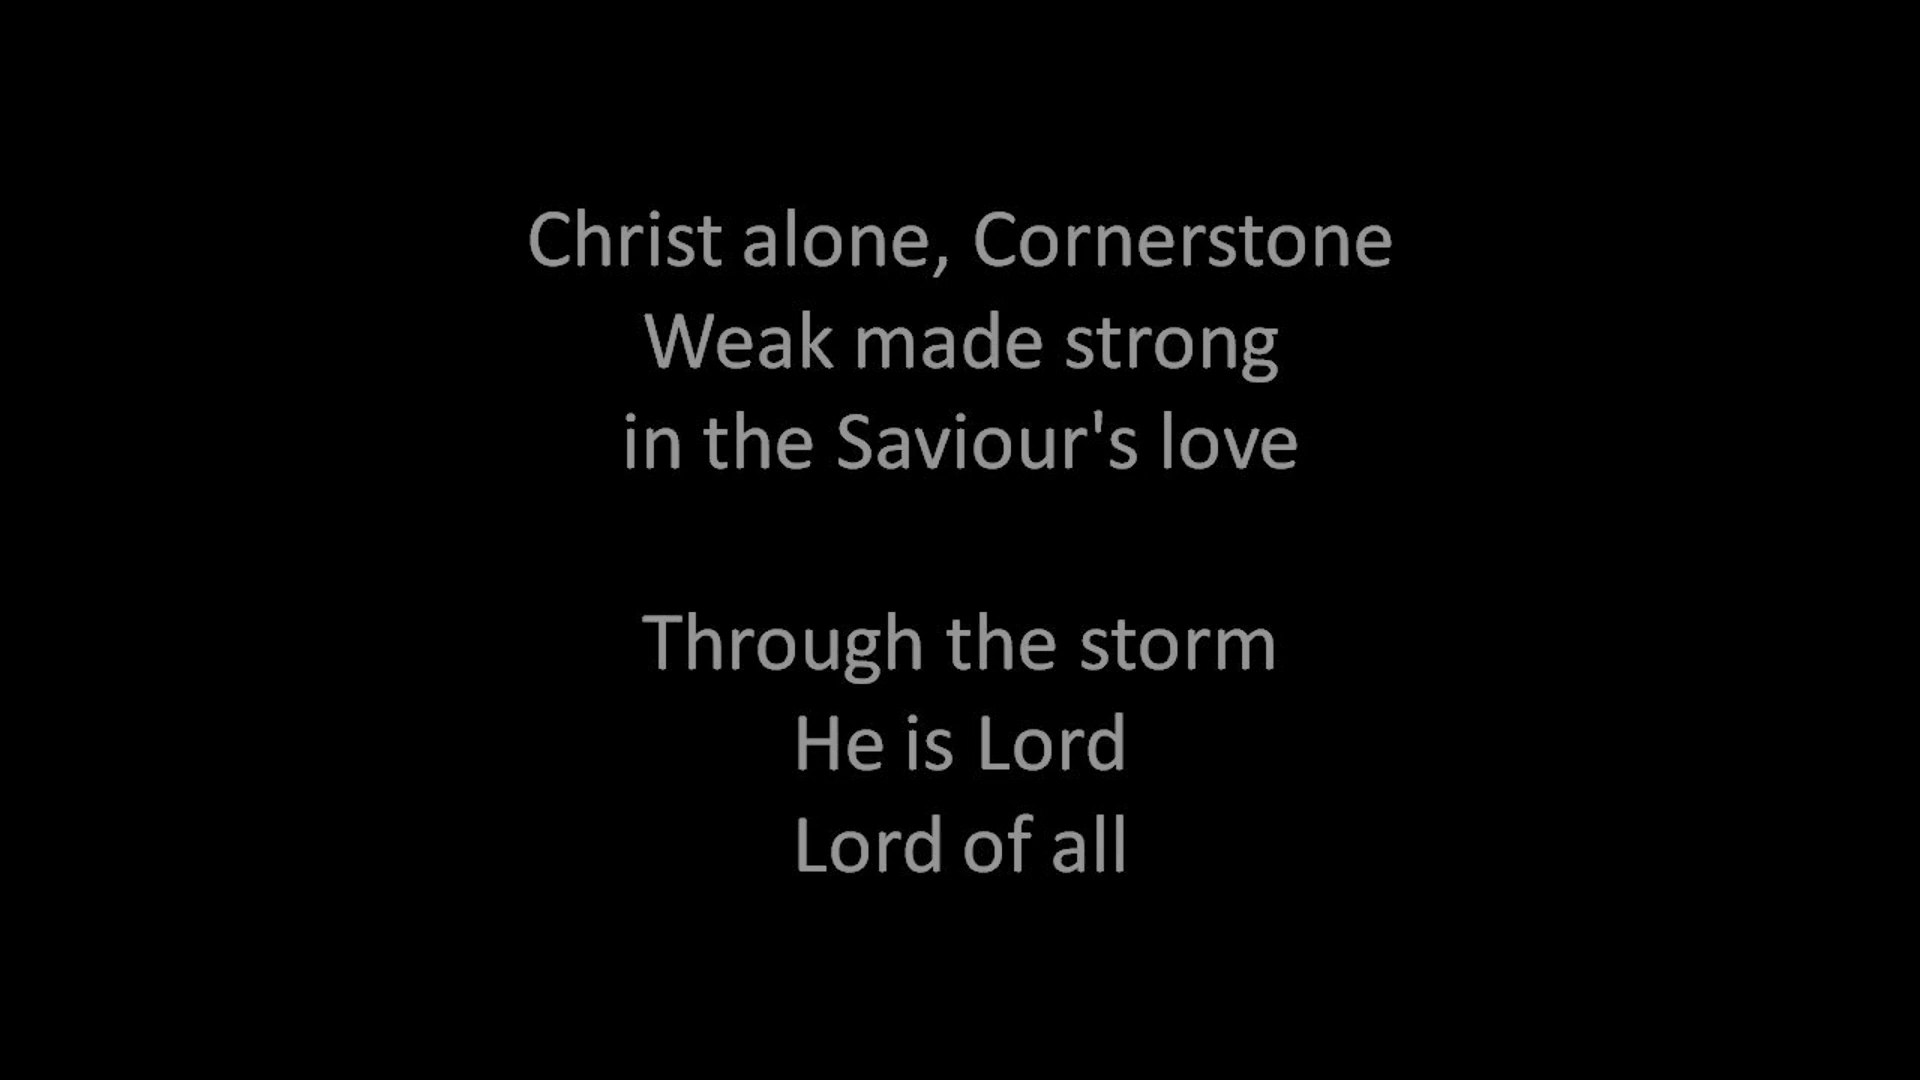 Christ alone, Cornerstone
Weak made strong
in the Saviour's love
Through the storm
He is Lord
Lord of all